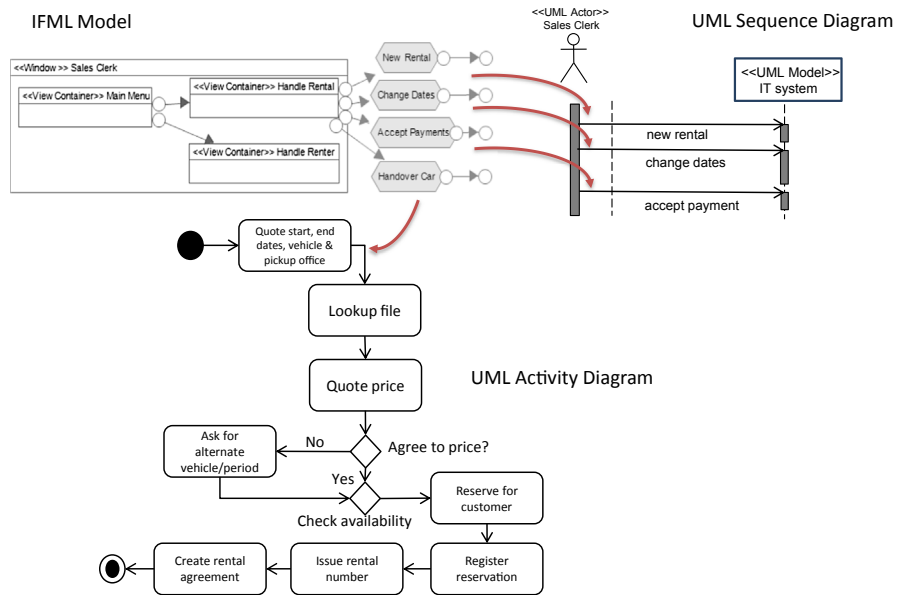 IFML Model
<<UML Actor>>
Sales Clerk
UML Sequence Diagram
<<Window >> Sales Clerk
<<View Container>> Main Menu
<<View Container>> Handle Rental
<<View Container>> Handle Renter
New Rental
Change Dates
Accept Payments
Handover Car
<<UML Model>>
IT system
new rental
change dates
accept payment
Quote start, end
dates, vehicle &
pickup office
Lookup file
Quote price
UML Activity Diagram
Agree to price?
No
Ask for
alternate
vehicle/period
Yes
Check availability
Reserve for
customer
Create rental
agreement
Issue rental
number
Register
reservation